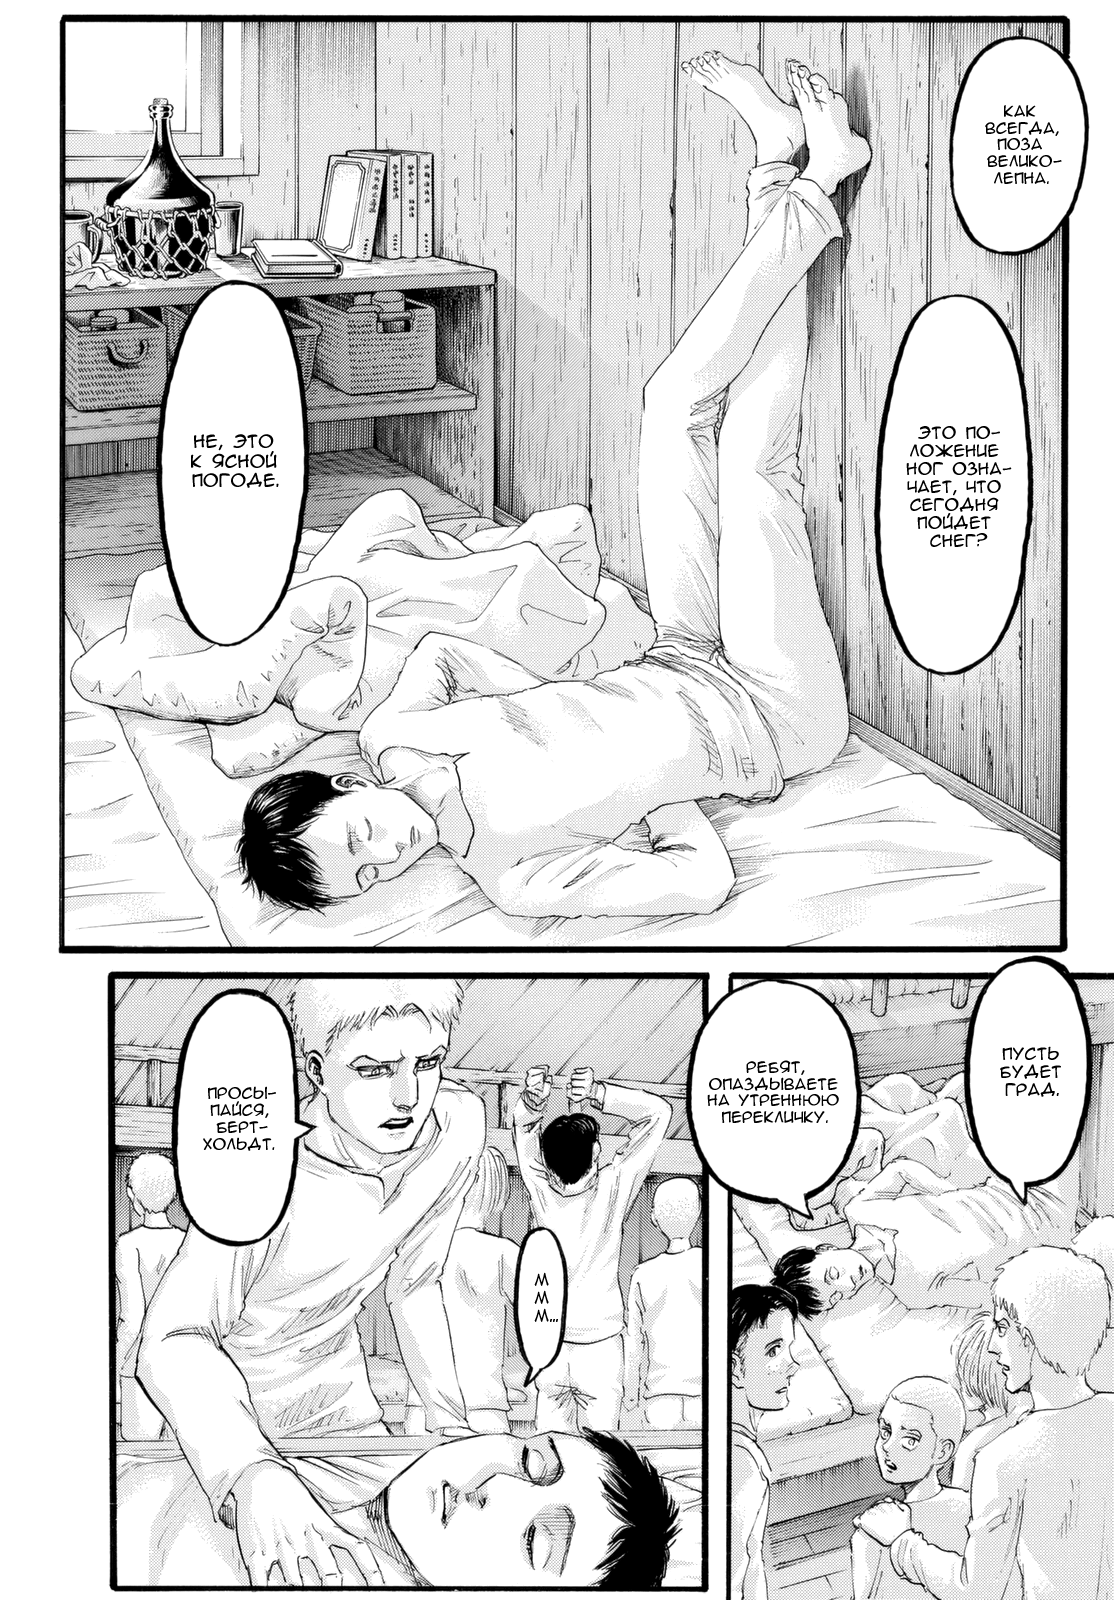 КАК
ВСЕГДА,
ПОЗА
ВЕЛИКО-
ЛЕПНА.
ЭТО ПО-
ЛОЖЕНИЕ
НОГ ОЗНА-
ЧАЕТ, ЧТО
СЕГОДНЯ
ПОЙДЕТ
СНЕГ?
НЕ, ЭТО
К ЯСНОЙ
ПОГОДЕ.
ПУСТЬ
БУДЕТ
ГРАД.
РЕБЯТ,
ОПАЗДЫВАЕТЕ
НА УТРЕННЮЮ
ПЕРЕКЛИЧКУ.
ПРОСЫ-
ПАЙСЯ,
БЕРТ-
ХОЛЬДТ.
М
М
М...